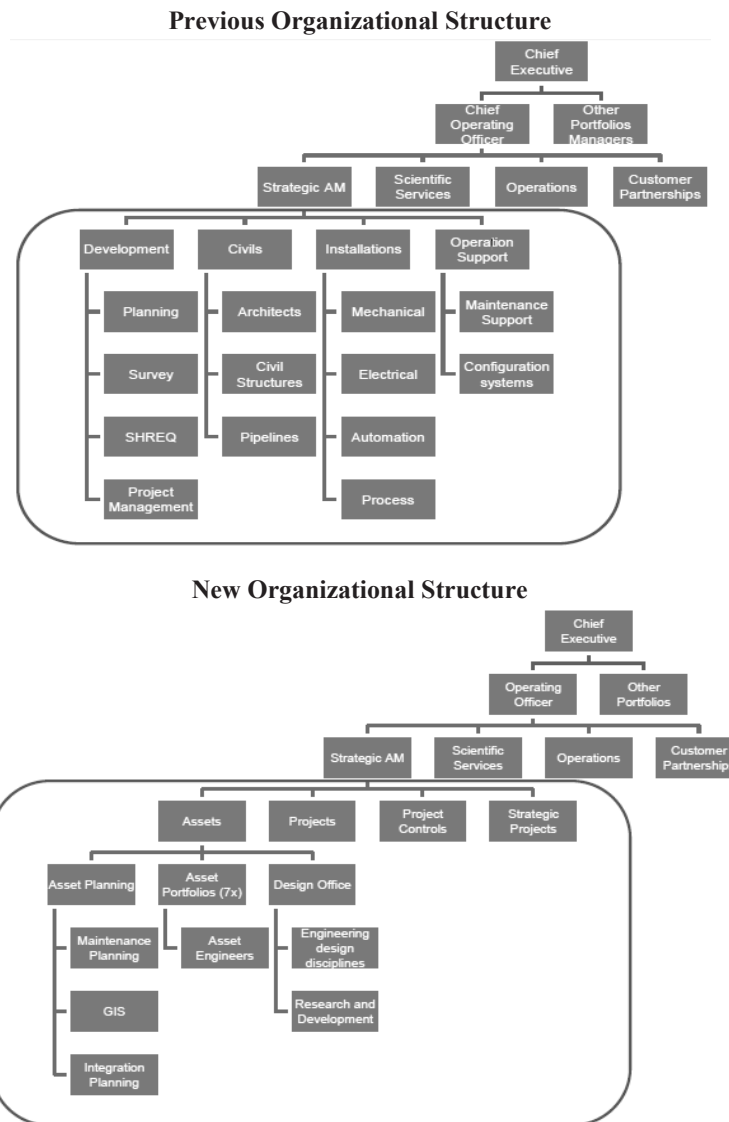 Previous Organizational Structure
Chief
Executive
Chief
Operating
Officer
Other
Portfolios
Managers
Strategic AM
Scientific
Services
Operations
Customer
Partnerships
Development
Civils
Installations
Operation
Support
Planning
Architects
Mechanical
Maintenance
Support
Survey
Civil
Structures
Electrical
Configuration
systems
SHREQ
Pipelines
Automation
Project
Management
Process
New Organizational Structure
Chief
Executive
Operating
Officer
Other
Portfolios
Strategic AM
Scientific
Services
Operations
Customer
Partnership
Assets
Projects
Project
Controls
Strategic
Projects
Asset Planning
Asset
Portfolios (7x)
Design Office
Maintenance
Planning
Asset
Engineers
Engineering
design
disciplines
GIS
Research and
Development
Integration
Planning